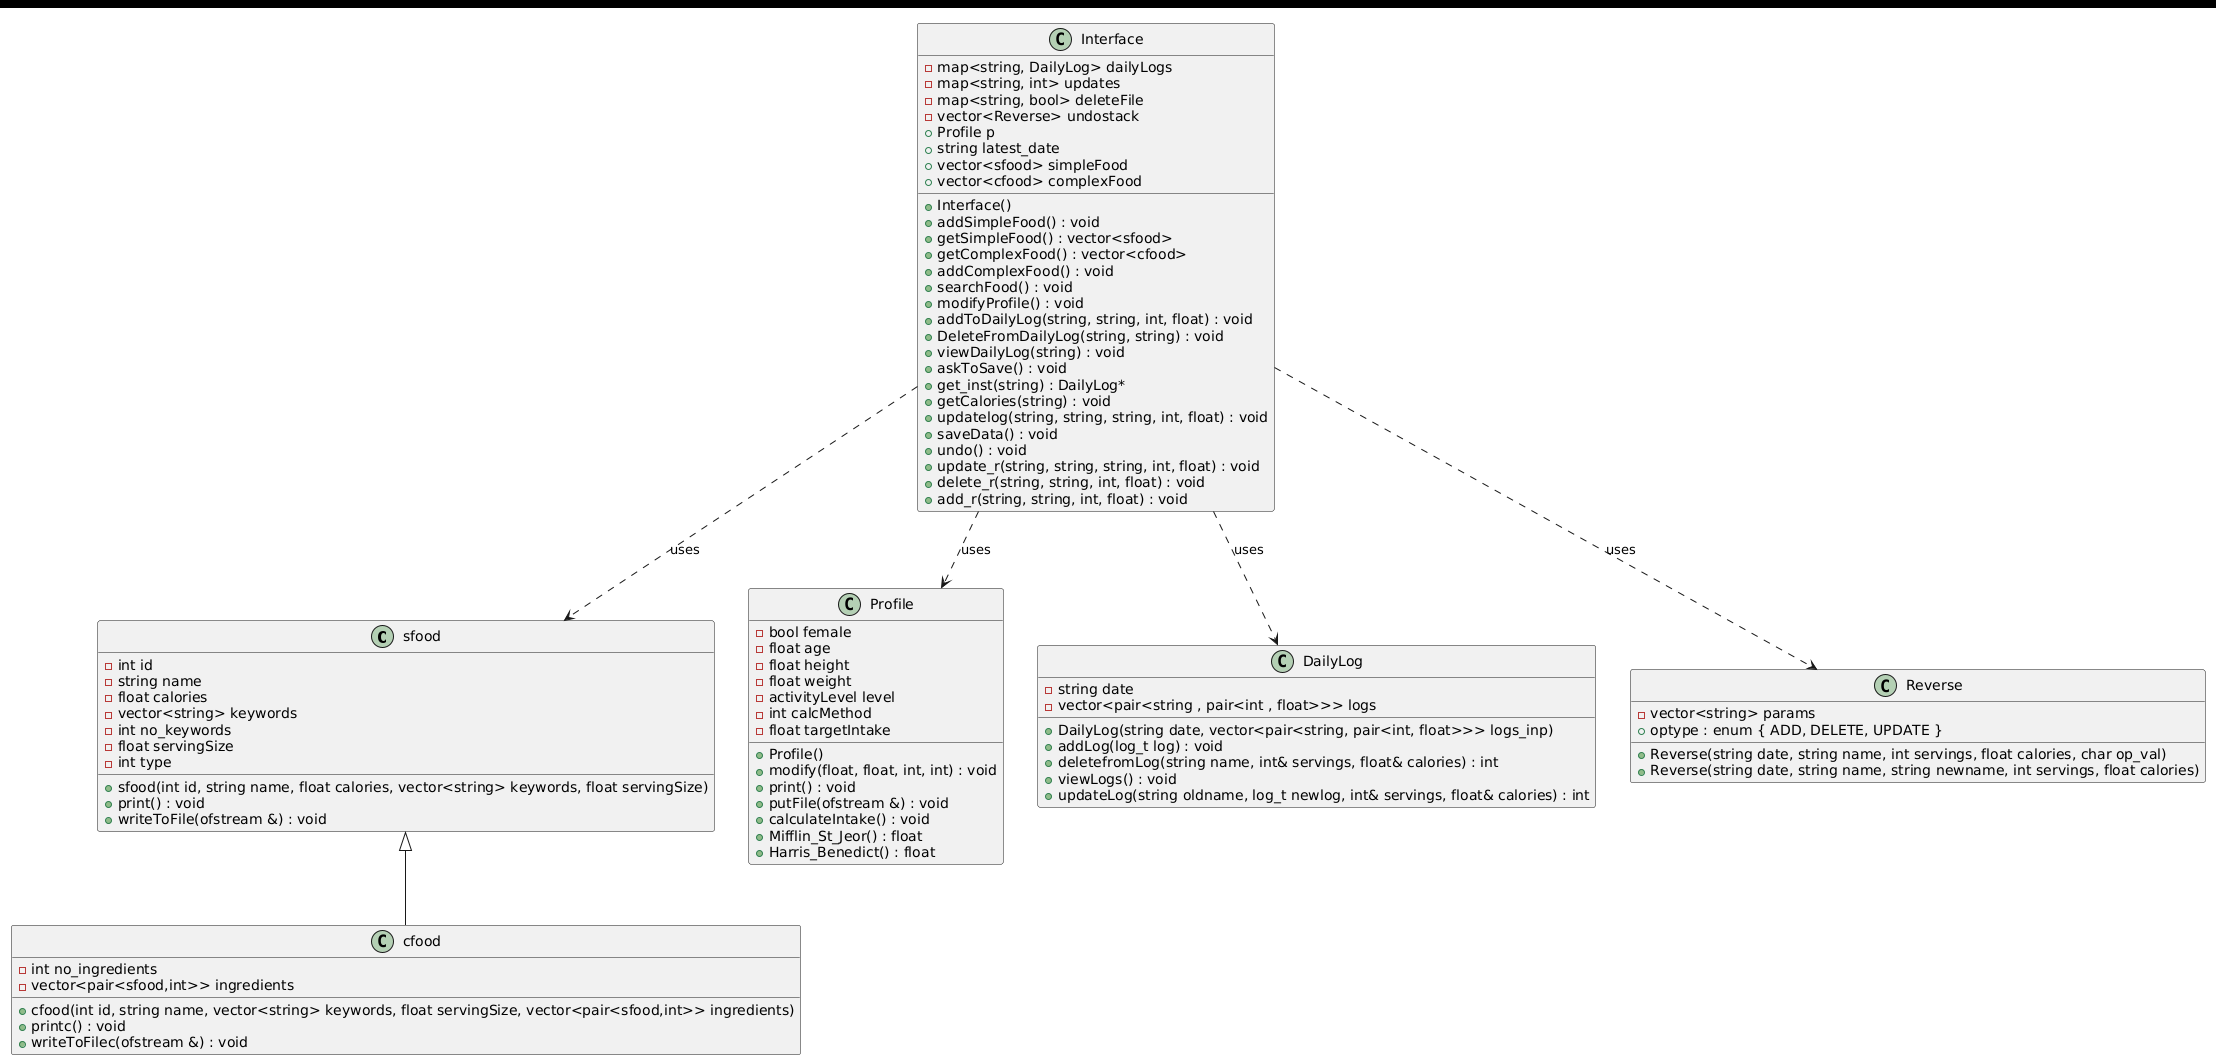 C Interface
map<string, DailyLog> dailyLogs
map<string, int> updates
map<string, bool> deleteFile
vector<Reverse> undostack
Profile p
string latest_date
vector<sfood> simpleFood
vector<cfood> complexFood
Interface()
addSimpleFood() : void
getSimpleFood() : vector<sfood>
getComplexFood() : vector<cfood>
addComplexFood() : void
searchFood() : void
modifyProfile() : void
addToDailyLog(string, string, int, float) : void
DeleteFromDailyLog(string, string) : void
viewDailyLog(string) : void
askToSave() : void
get_inst(string) : DailyLog*
getCalories(string) : void
updatelog(string, string, string, int, float) : void
saveData() : void
undo() : void
update_r(string, string, string, int, float) : void
delete_r(string, string, int, float) : void
add_r(string, string, int, float) : void
uses
uses
uses
uses
C sfood
int id
string name
float calories
vector<string> keywords
int no_keywords
float servingSize
int type
sfood(int id, string name, float calories, vector<string> keywords, float servingSize)
print() : void
writeToFile(ofstream &) : void
C Profile
bool female
float age
float height
float weight
activityLevel level
int calcMethod
float targetIntake
Profile()
modify(float, float, int, int) : void
print() : void
putFile(ofstream &) : void
calculateIntake() : void
Mifflin_St_Jeor() : float
Harris_Benedict() : float
C DailyLog
string date
vector<pair<string , pair<int , float>>> logs
DailyLog(string date, vector<pair<string, pair<int, float>>> logs_inp)
addLog(log_t log) : void
deletefromLog(string name, int& servings, float& calories) : int
viewLogs() : void
updateLog(string oldname, log_t newlog, int& servings, float& calories) : int
C Reverse
vector<string> params
optype : enum { ADD, DELETE, UPDATE }
Reverse(string date, string name, int servings, float calories, char op_val)
Reverse(string date, string name, string newname, int servings, float calories)
C cfood
int no_ingredients
vector<pair<sfood,int>> ingredients
cfood(int id, string name, vector<string> keywords, float servingSize, vector<pair<sfood,int>> ingredients)
printc() : void
writeToFilec(ofstream &) : void